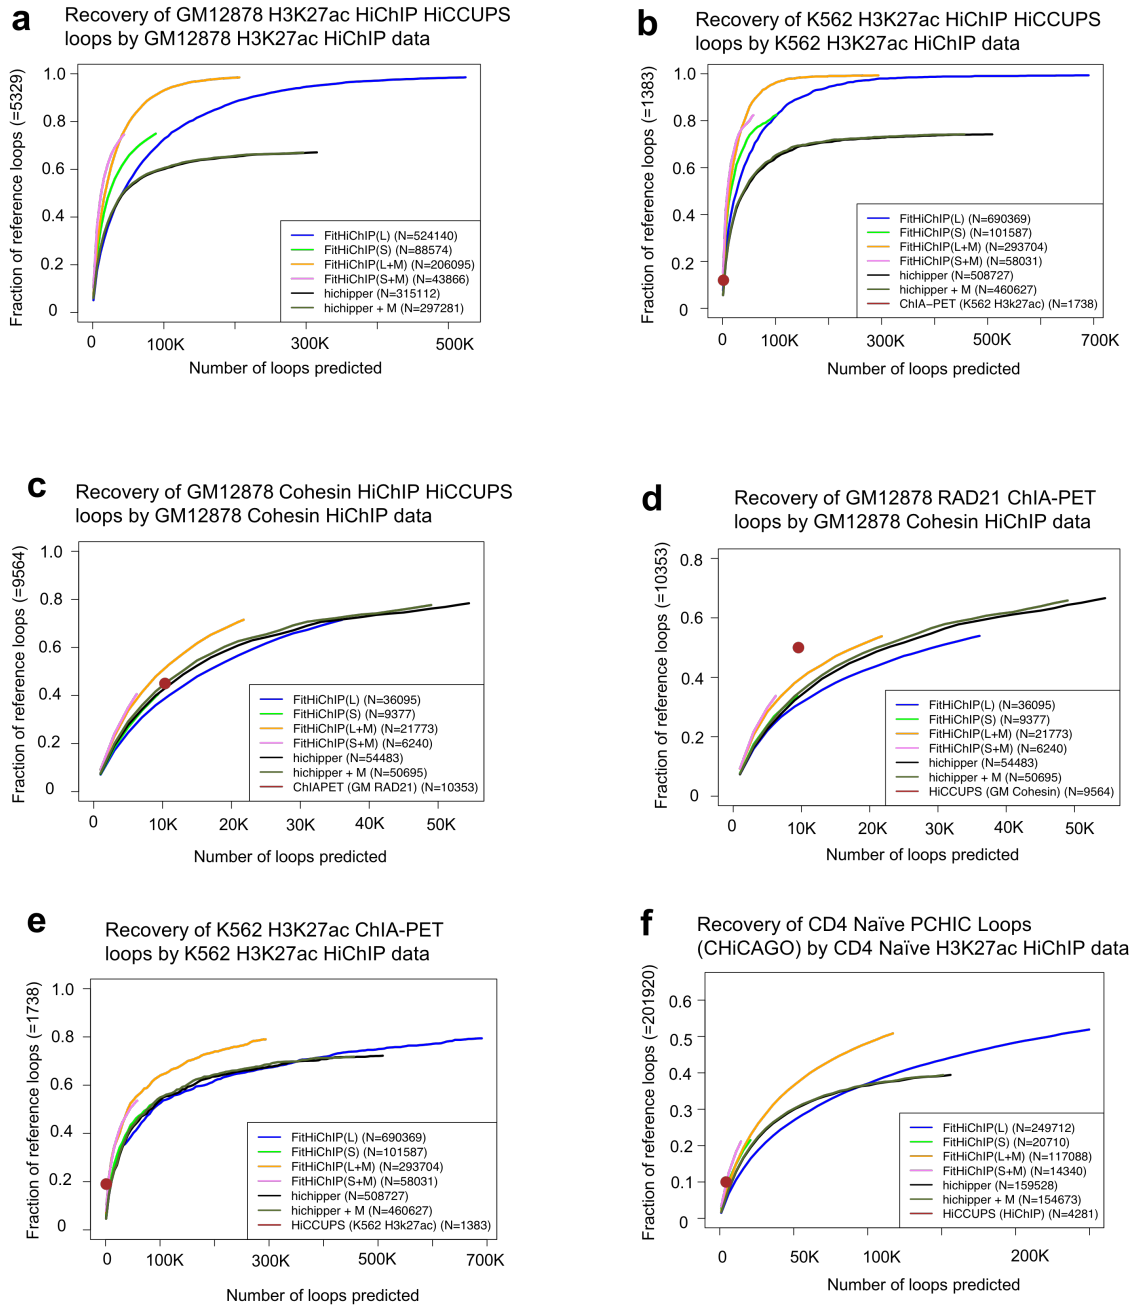 a
Recovery of GM12878 H3K27ac HiChIP HiCCUPS
loops by GM12878 H3K27ac HiChIP data
Fraction of reference loops (=5329)
1.0
0.8
0.6
0.4
0.2
0
FitHiChIP(L) (N=524140)
FitHiChIP(S) (N=88574)
FitHiChIP(L+M) (N=206095)
FitHiChIP(S+M) (N=43866)
hichipper (N=315112)
hichipper + M (N=297281)
0 100K 300K 500K
Number of loops predicted
b
Recovery of K562 H3K27ac HiChIP HiCCUPS
loops by K562 H3K27ac HiChIP data
Fraction of reference loops (=1383)
1.0
0.8
0.6
0.4
0.2
0
FitHiChIP(L) (N=690369)
FitHiChIP(S) (N=101587)
FitHiChIP(L+M) (N=293704)
FitHiChIP(S+M) (N=58031)
hichipper (N=508727)
hichipper + M (N=460627)
ChIA−PET (K562 H3k27ac) (N=1738)
0 100K 300K 500K 700K
Number of loops predicted
c
Recovery of GM12878 Cohesin HiChIP HiCCUPS
loops by GM12878 Cohesin HiChIP data
Fraction of reference loops (=9564)
1.0
0.8
0.6
0.4
0.2
0
FitHiChIP(L) (N=36095)
FitHiChIP(S) (N=9377)
FitHiChIP(L+M) (N=21773)
FitHiChIP(S+M) (N=6240)
hichipper (N=54483)
hichipper + M (N=50695)
ChIAPET (GM RAD21) (N=10353)
0 10K 20K 30K 40K 50K
Number of loops predicted
d
Recovery of GM12878 RAD21 ChIA-PET
loops by GM12878 Cohesin HiChIP data
Fraction of reference loops (=10353)
0.8
0.6
0.4
0.2
0
FitHiChIP(L) (N=36095)
FitHiChIP(S) (N=9377)
FitHiChIP(L+M) (N=21773)
FitHiChIP(S+M) (N=6240)
hichipper (N=54483)
hichipper + M (N=50695)
HiCCUPS (GM Cohesin) (N=9564)
0 10K 20K 30K 40K 50K
Number of loops predicted
e
Recovery of K562 H3K27ac ChIA-PET
loops by K562 H3K27ac HiChIP data
Fraction of reference loops (=1738)
1.0
0.8
0.6
0.4
0.2
0
FitHiChIP(L) (N=690369)
FitHiChIP(S) (N=101587)
FitHiChIP(L+M) (N=293704)
FitHiChIP(S+M) (N=58031)
hichipper (N=508727)
hichipper + M (N=460627)
HiCCUPS (K562 H3k27ac) (N=1383)
0 100K 300K 500K 700K
Number of loops predicted
f
Recovery of CD4 Naïve PCHIC Loops
(CHiCAGO) by CD4 Naïve H3K27ac HiChIP data
Fraction of reference loops (=201920)
0.6
0.5
0.4
0.3
0.2
0.1
0
FitHiChIP(L) (N=249712)
FitHiChIP(S) (N=20710)
FitHiChIP(L+M) (N=117088)
FitHiChIP(S+M) (N=14340)
hichipper (N=159528)
hichipper + M (N=154673)
HiCCUPS (HiChIP) (N=4281)
0 50K 100K 200K
Number of loops predicted